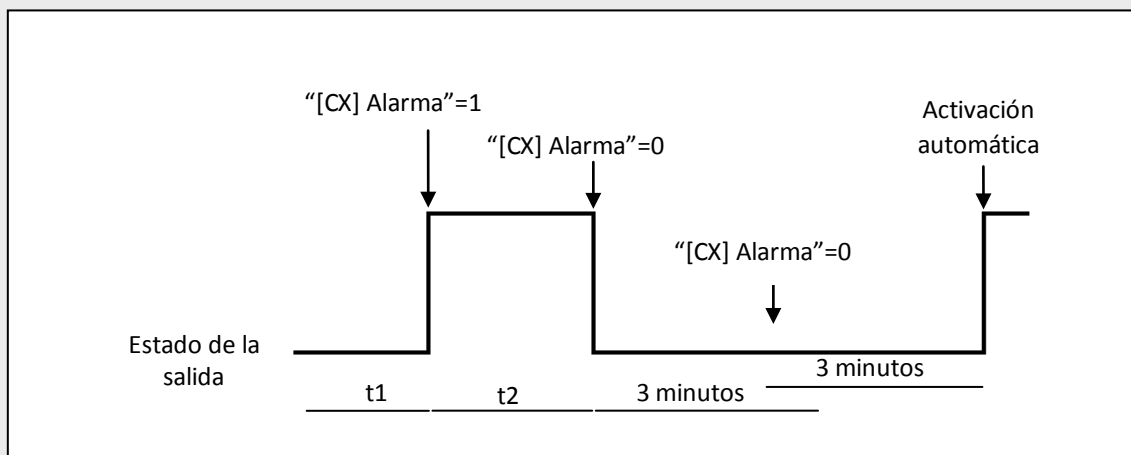 “[CX] Alarma”=1
“[CX] Alarma”=0
Activación
automática
“[CX] Alarma”=0
Estado de la
salida
t1
t2
3 minutos
3 minutos